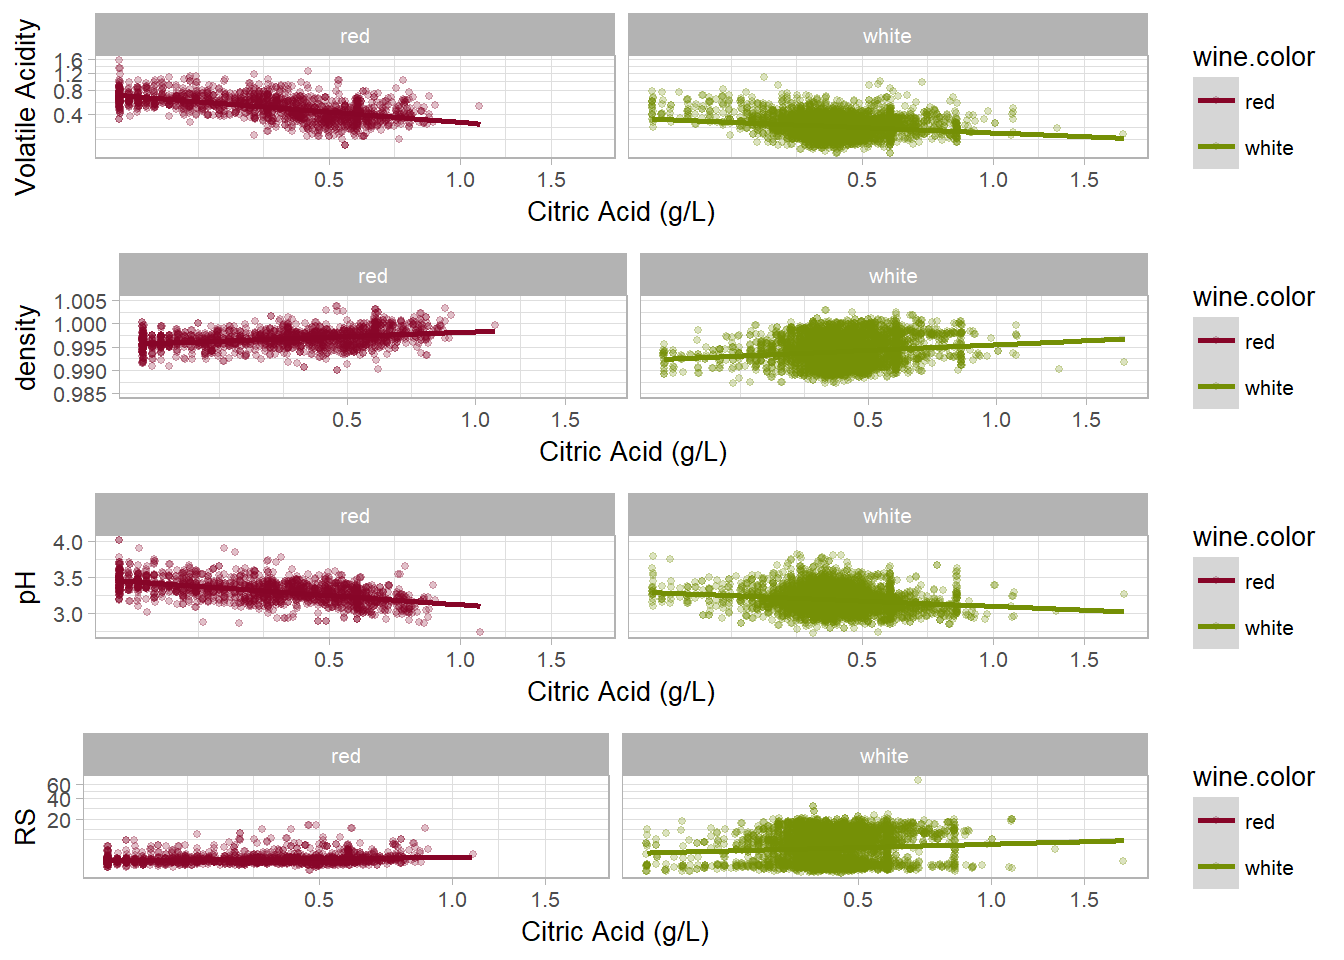 red white
Volatile Acidity
1.6
1.2
0.8
0.4
0.5 1.0 1.5 0.5 1.0 1.5
Citric Acid (g/L)
wine.color
red
white
red white
density
1.005
1.000
0.995
0.990
0.985
0.5 1.0 1.5 0.5 1.0 1.5
Citric Acid (g/L)
wine.color
red
white
red white
pH
4.0
3.5
3.0
0.5 1.0 1.5 0.5 1.0 1.5
Citric Acid (g/L)
wine.color
red
white
red white
RS
60
40
20
0.5 1.0 1.5 0.5 1.0 1.5
Citric Acid (g/L)
wine.color
red
white